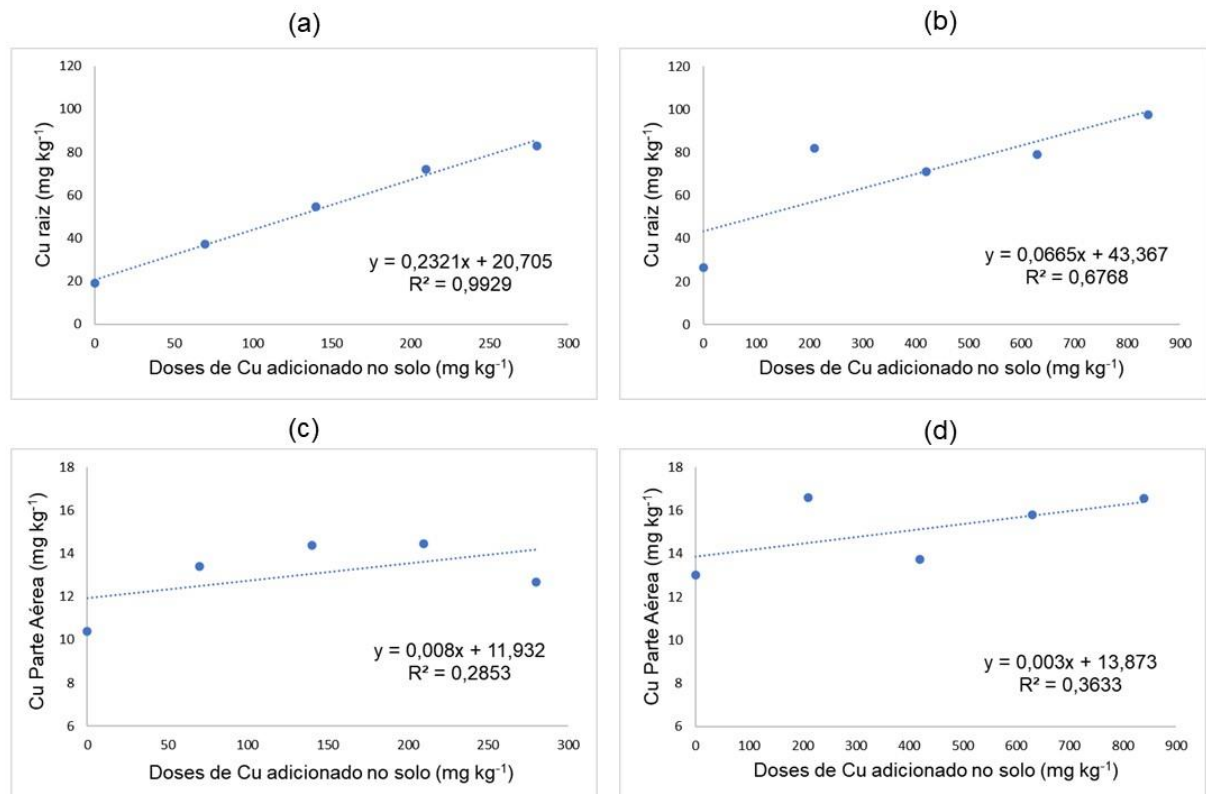 (a)
Cu raiz (mg kg⁻¹)
120
100
80
60
40
20
0
y = 0,2321x + 20,705
R² = 0,9929
0 50 100 150 200 250 300
Doses de Cu adicionado no solo (mg kg⁻¹)
(b)
Cu raiz (mg kg⁻¹)
120
100
80
60
40
20
0
y = 0,0665x + 43,367
R² = 0,6768
0 100 200 300 400 500 600 700 800 900
Doses de Cu adicionado no solo (mg kg⁻¹)
(c)
Cu Parte Aérea (mg kg⁻¹)
18
16
14
12
10
8
6
y = 0,008x + 11,932
R² = 0,2853
0 50 100 150 200 250 300
Doses de Cu adicionado no solo (mg kg⁻¹)
(d)
Cu Parte Aérea (mg kg⁻¹)
18
16
14
12
10
8
6
y = 0,003x + 13,873
R² = 0,3633
0 100 200 300 400 500 600 700 800 900
Doses de Cu adicionado no solo (mg kg⁻¹)